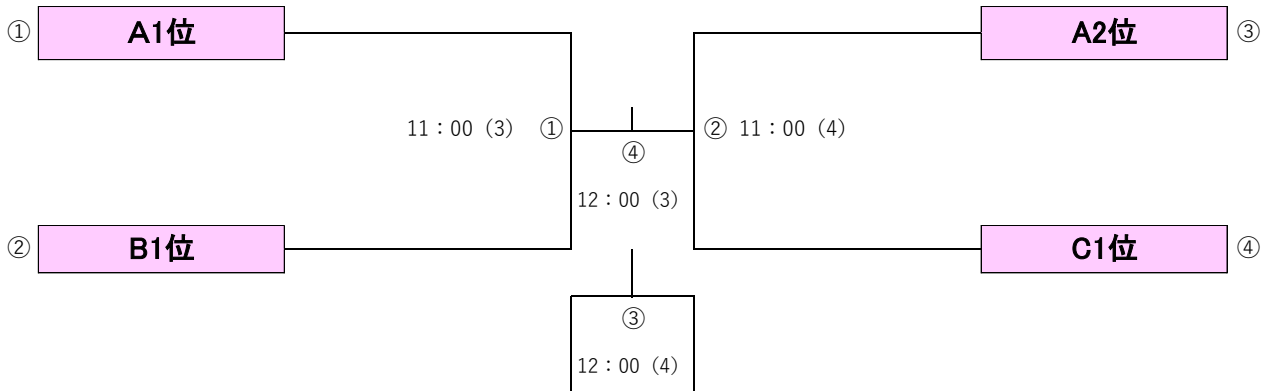 ① A1位 A2位 ③
11：00（3） ① ② 11：00（4）
④
12：00（3）
② B1位 C1位 ④
③
12：00（4）